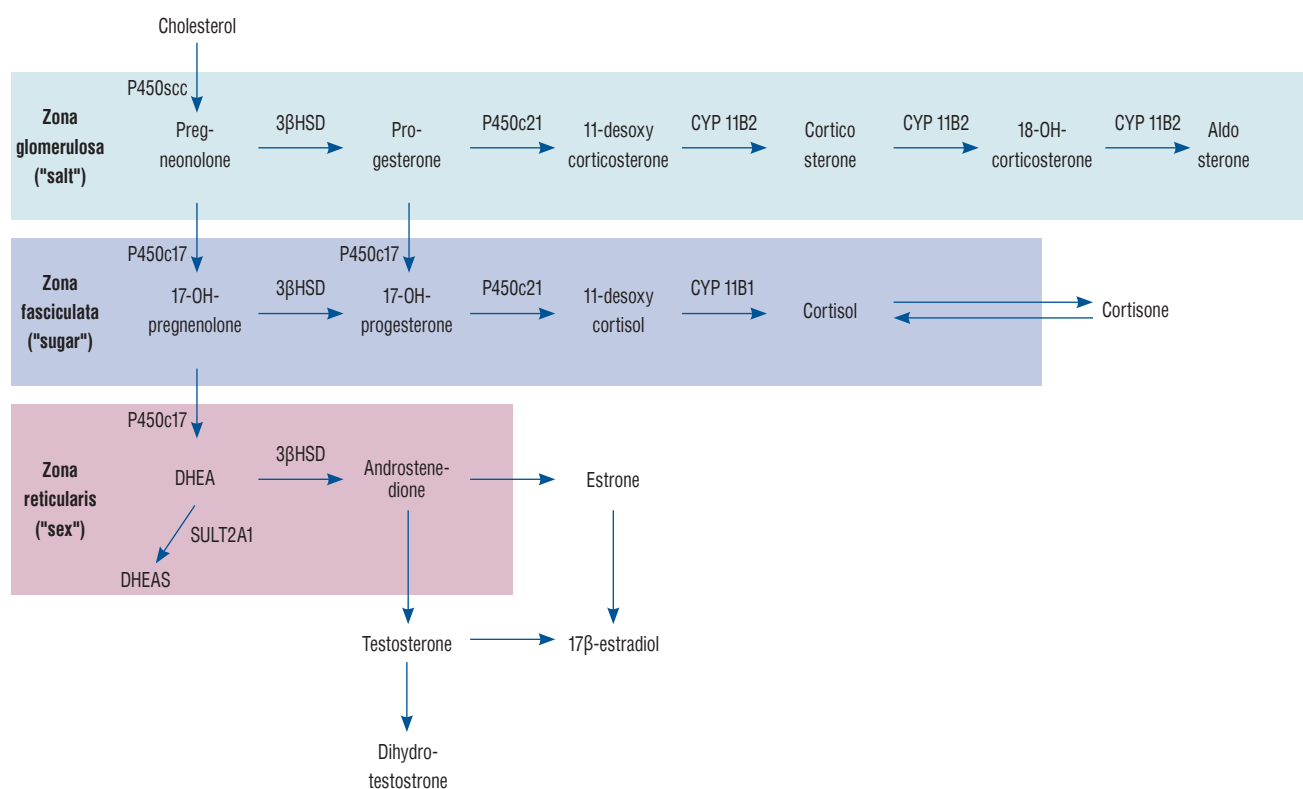 Cholesterol
P450scc
Zona
glomerulosa
("salt")
Preg-
neonolone
3βHSD
Pro-
gesterone
P450c21
11-desoxy
corticosterone
CYP 11B2
Cortico
sterone
CYP 11B2
18-OH-
corticosterone
CYP 11B2
Aldo
sterone
P450c17
P450c17
Zona
fasciculata
("sugar")
17-OH-
pregnenolone
3βHSD
17-OH-
progesterone
P450c21
11-desoxy
cortisol
CYP 11B1
Cortisol
Cortisone
P450c17
Zona
reticularis
("sex")
DHEA
3βHSD
Androstene-
dione
Estrone
SULT2A1
DHEAS
Testosterone
17β-estradiol
Dihydro-
testostrone